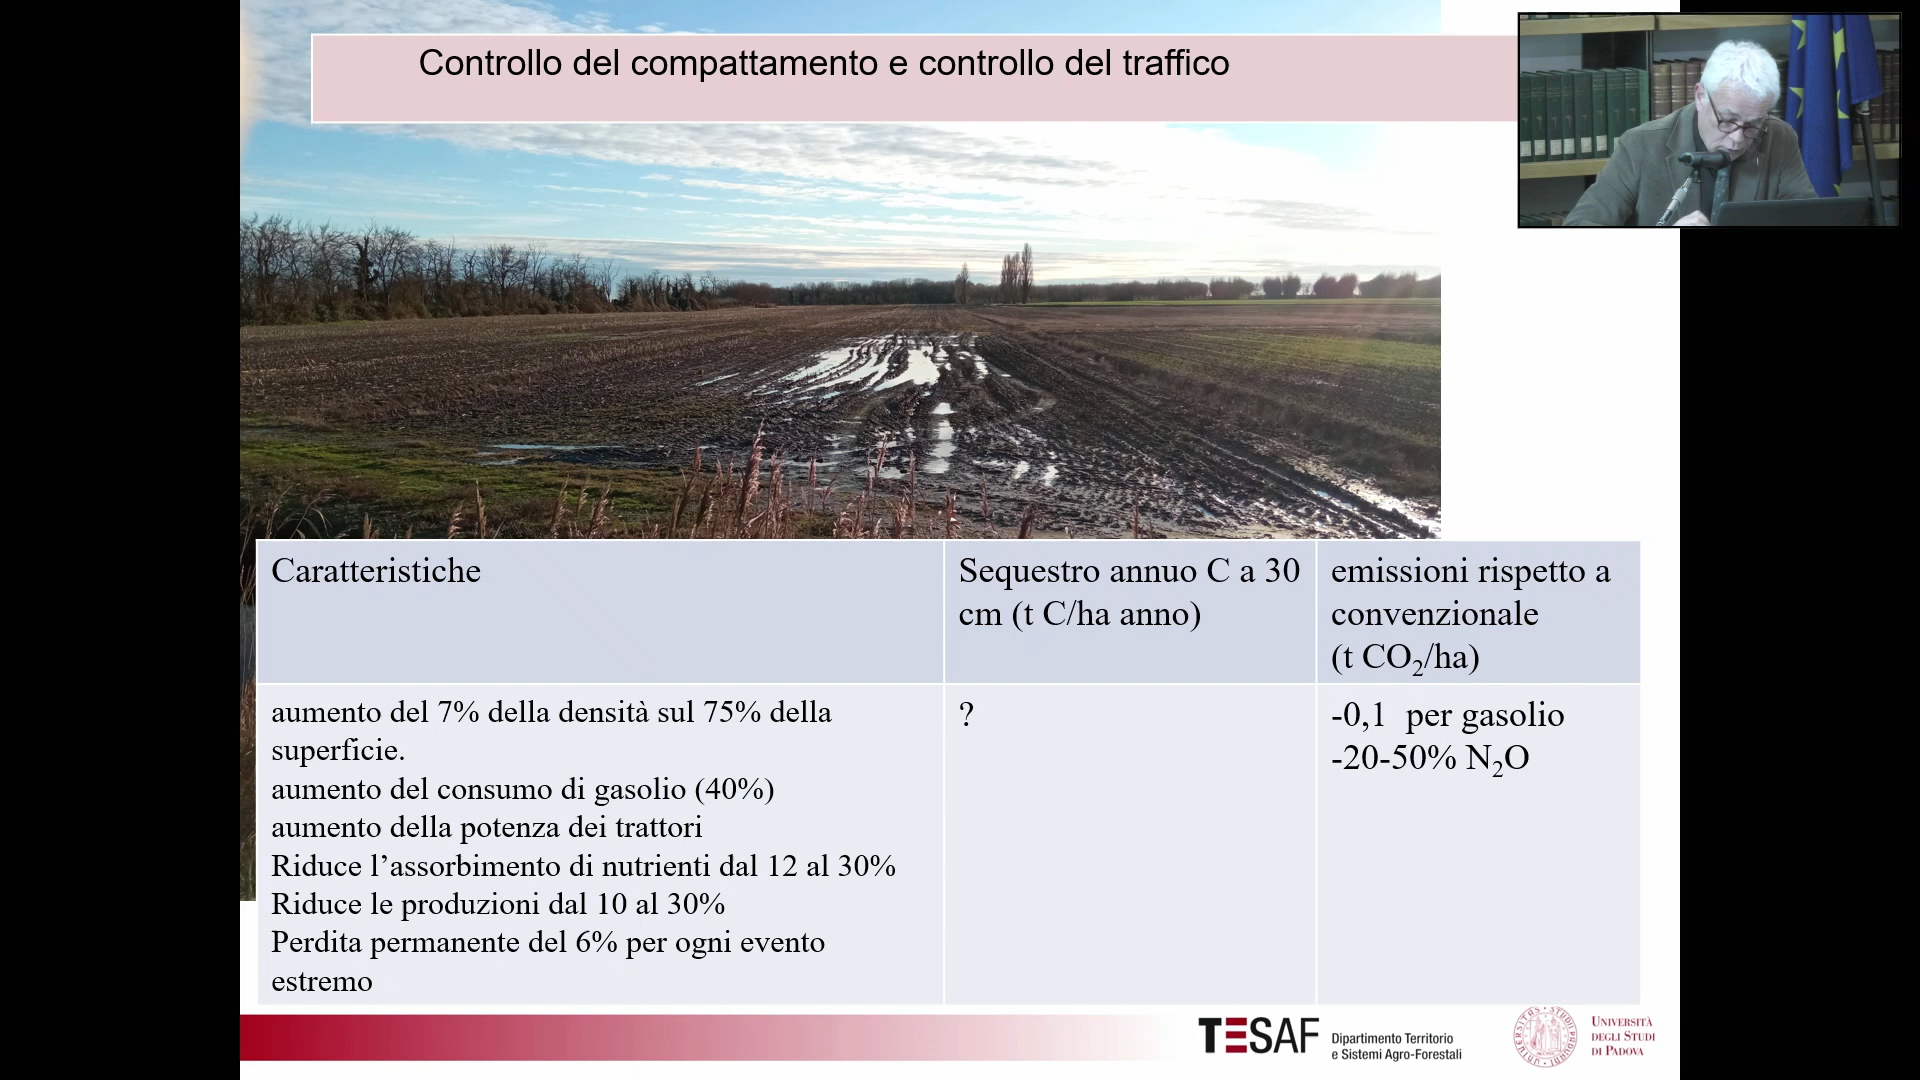 Controllo del compattamento e controllo del traffico
Caratteristiche
Sequestro annuo C a 30
cm (t C/ha anno)
emissioni rispetto a
convenzionale
(t CO₂/ha)
aumento del 7% della densità sul 75% della
superficie.
aumento del consumo di gasolio (40%)
aumento della potenza dei trattori
Riduce l’assorbimento di nutrienti dal 12 al 30%
Riduce le produzioni dal 10 al 30%
Perdita permanente del 6% per ogni evento
estremo
?
-0,1 per gasolio
-20-50% N₂O
TESAF
Dipartimento Territorio
e Sistemi Agro-Forestali
UNIVERSITÀ
DEGLI STUDI
DI PADOVA